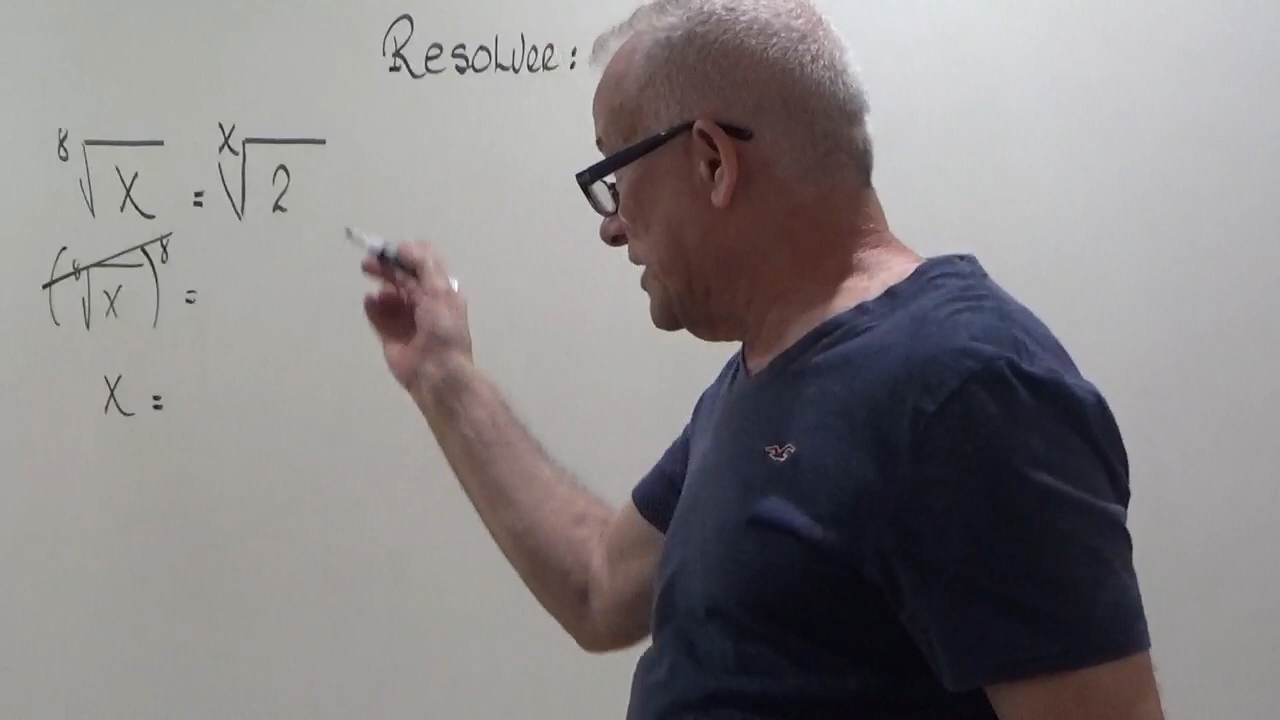 Resolver:
⁸√X = ˣ√2
(⁸√X)⁸ =
X =